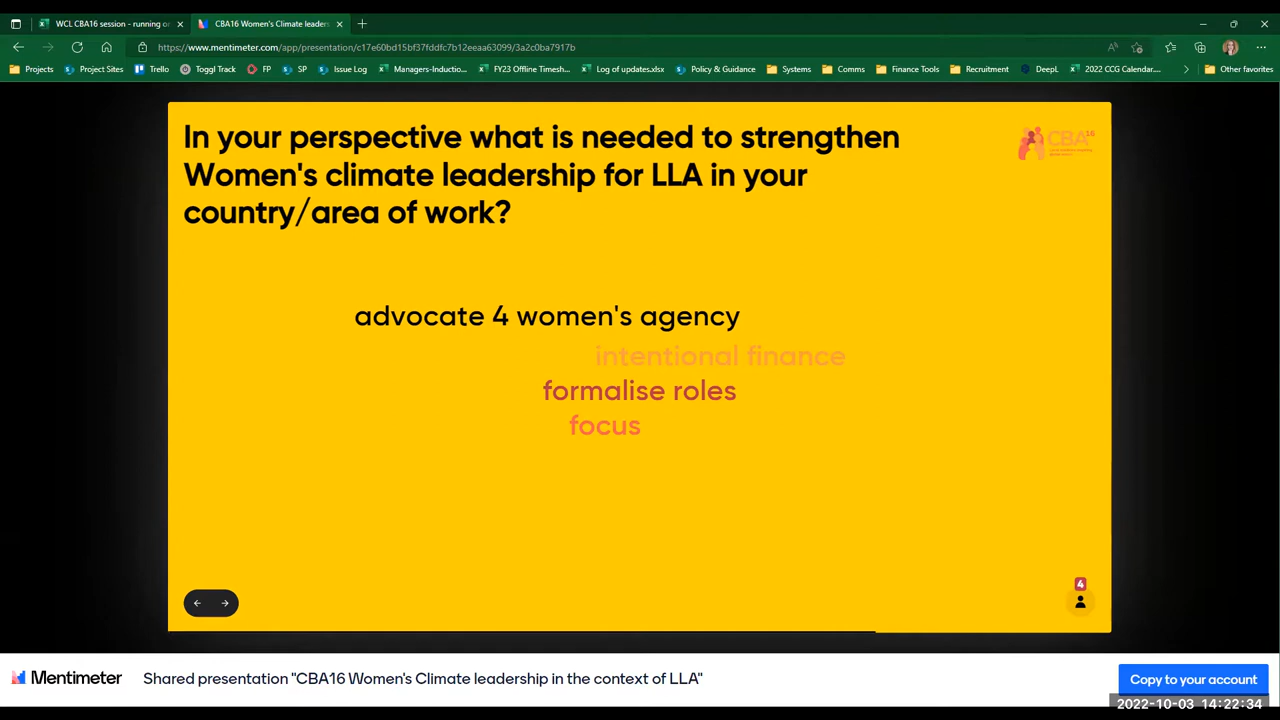 WCL CBA16 session - running or
CBA16 Women's Climate leaders
https://www.mentimeter.com/app/presentation/c17e60bd15bf37fddfc7b12eeaa63099/3a2c0ba7917b
Projects
Project Sites
Trello
Toggl Track
FP
SP
Issue Log
Managers-Inductio...
FY23 Offline Timesh...
Log of updates.xlsx
Policy & Guidance
Systems
Comms
Finance Tools
Recruitment
DeepL
2022 CCG Calendar....
Other favorites
In your perspective what is needed to strengthen
Women's climate leadership for LLA in your
country/area of work?
CBA16
advocate 4 women's agency
intentional finance
formalise roles
focus
4
Mentimeter
Shared presentation "CBA16 Women's Climate leadership in the context of LLA"
Copy to your account
2022-10-03 14:22:34